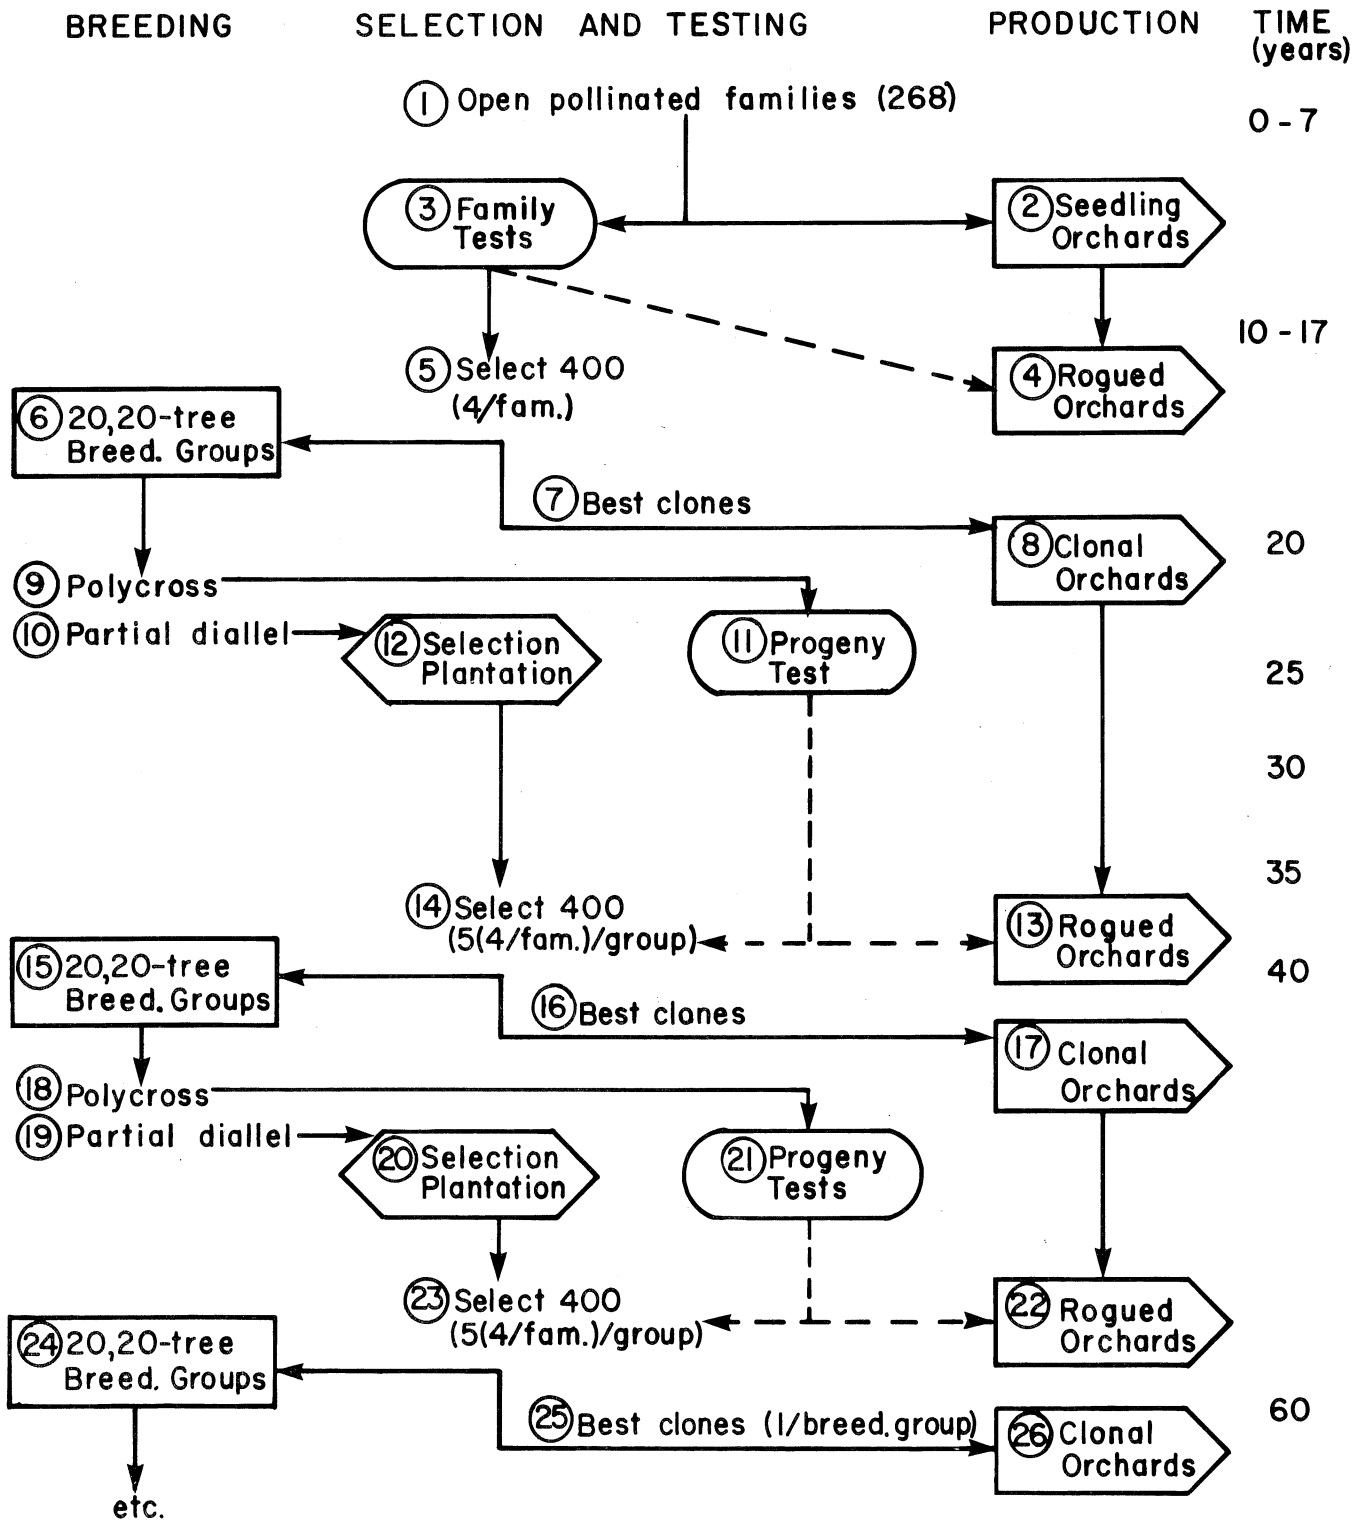 BREEDING SELECTION AND TESTING PRODUCTION TIME
(years)
1 Open pollinated families (268)
0-7
3 Family
Tests
2 Seedling
Orchards
10-17
5 Select 400
(4/fam.)
4 Rogued
Orchards
6 20,20-tree
Breed. Groups
7 Best clones
8 Clonal
Orchards
20
9 Polycross
10 Partial diallel
12 Selection
Plantation
11 Progeny
Test
25
30
35
14 Select 400
(5(4/fam.)/group)
13 Rogued
Orchards
40
15 20,20-tree
Breed. Groups
16 Best clanes
17 Clonal
Orchards
18 Polycross
19 Partial diallel
20 Selection
Plantation
21 Progeny
Tests
23 Select 400
(5(4/fam.)/group)
22 Rogued
Orchards
24 20,20-tree
Breed. Groups
25 Best clones (1/breed. group)
26 Clonal
Orchards
60
etc.